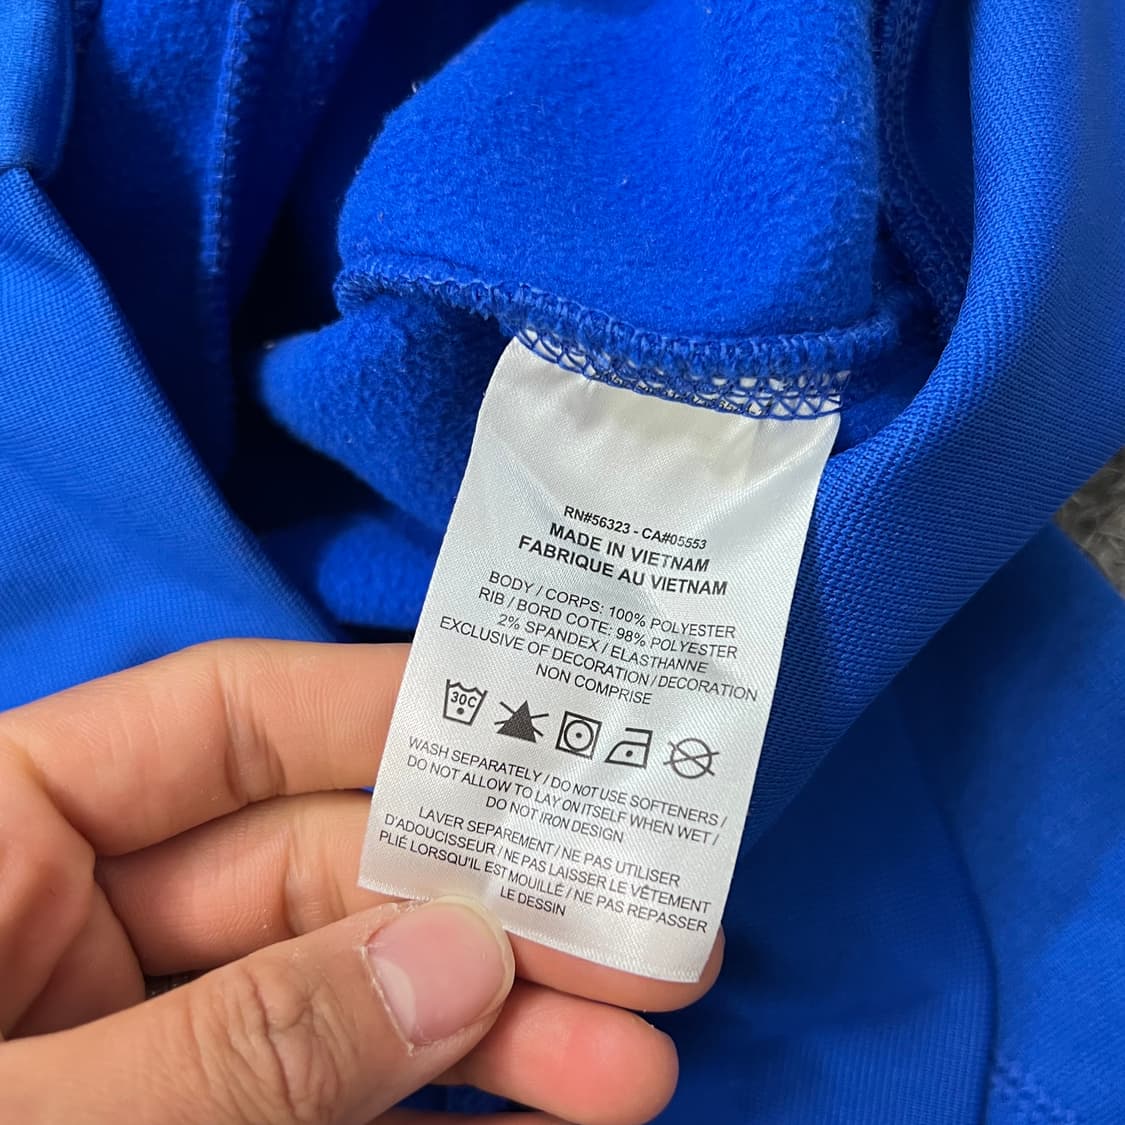 RN#56323 - CA#05553
MADE IN VIETNAM
FABRIQUE AU VIETNAM
BODY / CORPS: 100% POLYESTER
RIB / BORD COTE: 98% POLYESTER
2% SPANDEX / ELASTHANNE
EXCLUSIVE OF DECORATION / DECORATION
NON COMPRISE
30C
WASH SEPARATELY / DO NOT USE SOFTENERS /
DO NOT ALLOW TO LAY ON ITSELF WHEN WET /
DO NOT IRON DESIGN
LAVER SEPAREMENT / NE PAS UTILISER
D'ADOUCISSEUR / NE PAS LAISSER LE VÊTEMENT
PLIÉ LORSQU'IL EST MOUILLÉ / NE PAS REPASSER
LE DESSIN